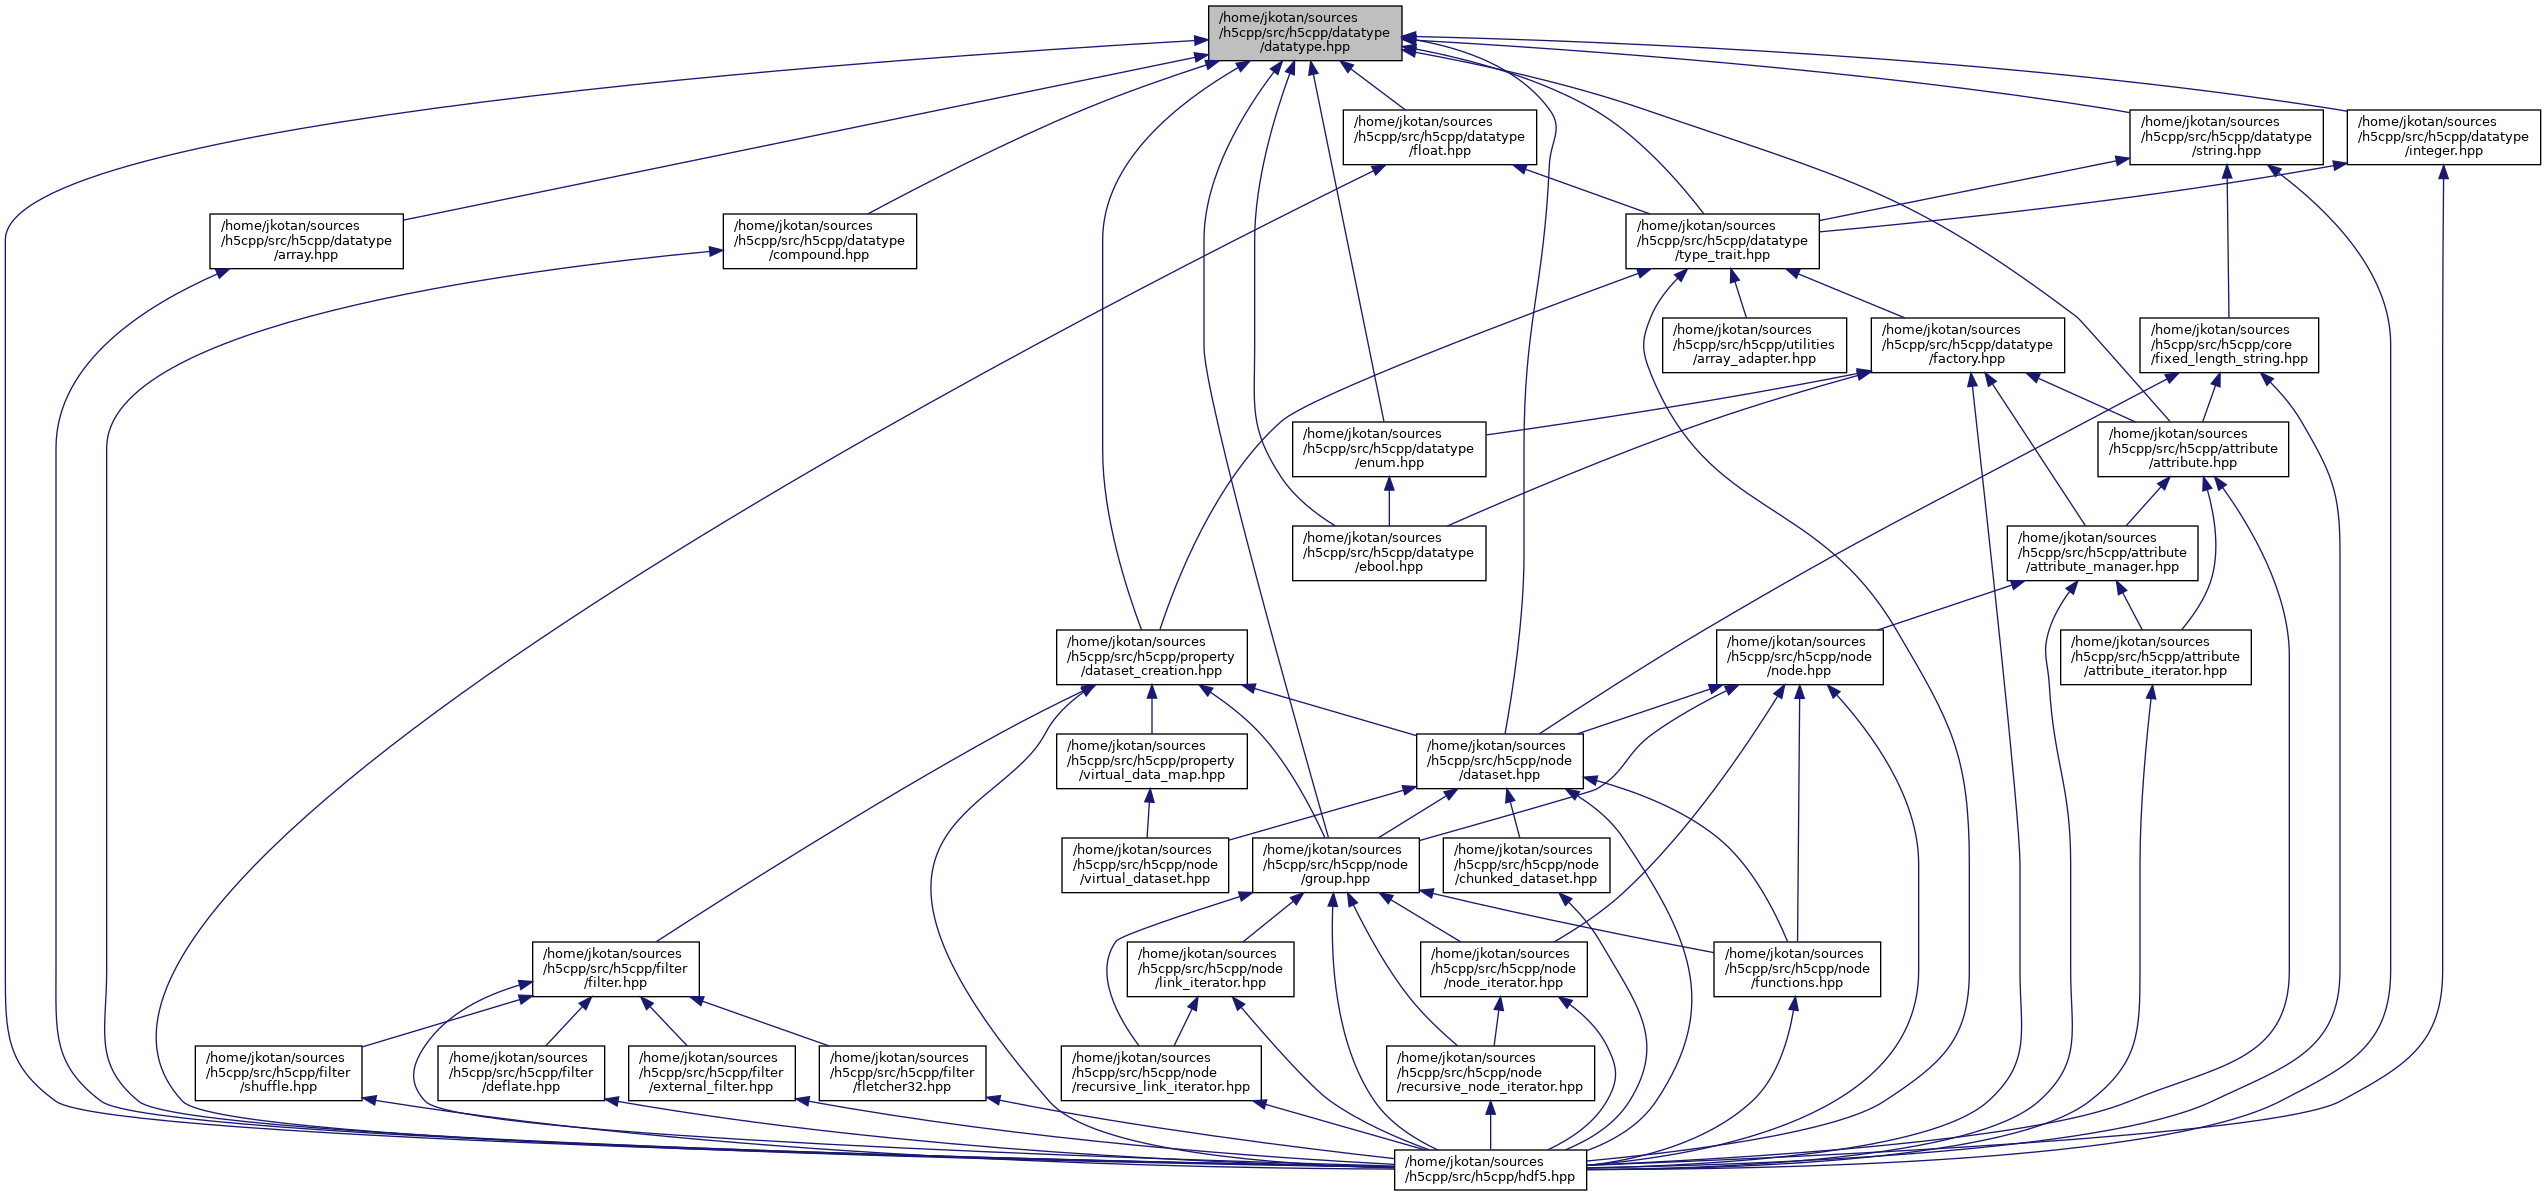 /home/jkotan/sources
/h5cpp/src/h5cpp/datatype
/datatype.hpp
/home/jkotan/sources
/h5cpp/src/h5cpp/datatype
/float.hpp
/home/jkotan/sources
/h5cpp/src/h5cpp/datatype
/string.hpp
/home/jkotan/sources
/h5cpp/src/h5cpp/datatype
/integer.hpp
/home/jkotan/sources
/h5cpp/src/h5cpp/datatype
/array.hpp
/home/jkotan/sources
/h5cpp/src/h5cpp/datatype
/compound.hpp
/home/jkotan/sources
/h5cpp/src/h5cpp/datatype
/type_trait.hpp
/home/jkotan/sources
/h5cpp/src/h5cpp/utilities
/array_adapter.hpp
/home/jkotan/sources
/h5cpp/src/h5cpp/datatype
/factory.hpp
/home/jkotan/sources
/h5cpp/src/h5cpp/core
/fixed_length_string.hpp
/home/jkotan/sources
/h5cpp/src/h5cpp/datatype
/enum.hpp
/home/jkotan/sources
/h5cpp/src/h5cpp/attribute
/attribute.hpp
/home/jkotan/sources
/h5cpp/src/h5cpp/datatype
/ebool.hpp
/home/jkotan/sources
/h5cpp/src/h5cpp/attribute
/attribute_manager.hpp
/home/jkotan/sources
/h5cpp/src/h5cpp/property
/dataset_creation.hpp
/home/jkotan/sources
/h5cpp/src/h5cpp/node
/node.hpp
/home/jkotan/sources
/h5cpp/src/h5cpp/attribute
/attribute_iterator.hpp
/home/jkotan/sources
/h5cpp/src/h5cpp/property
/virtual_data_map.hpp
/home/jkotan/sources
/h5cpp/src/h5cpp/node
/dataset.hpp
/home/jkotan/sources
/h5cpp/src/h5cpp/node
/virtual_dataset.hpp
/home/jkotan/sources
/h5cpp/src/h5cpp/node
/group.hpp
/home/jkotan/sources
/h5cpp/src/h5cpp/node
/chunked_dataset.hpp
/home/jkotan/sources
/h5cpp/src/h5cpp/filter
/filter.hpp
/home/jkotan/sources
/h5cpp/src/h5cpp/node
/link_iterator.hpp
/home/jkotan/sources
/h5cpp/src/h5cpp/node
/node_iterator.hpp
/home/jkotan/sources
/h5cpp/src/h5cpp/node
/functions.hpp
/home/jkotan/sources
/h5cpp/src/h5cpp/filter
/shuffle.hpp
/home/jkotan/sources
/h5cpp/src/h5cpp/filter
/deflate.hpp
/home/jkotan/sources
/h5cpp/src/h5cpp/filter
/external_filter.hpp
/home/jkotan/sources
/h5cpp/src/h5cpp/filter
/fletcher32.hpp
/home/jkotan/sources
/h5cpp/src/h5cpp/node
/recursive_link_iterator.hpp
/home/jkotan/sources
/h5cpp/src/h5cpp/node
/recursive_node_iterator.hpp
/home/jkotan/sources
/h5cpp/src/h5cpp/hdf5.hpp